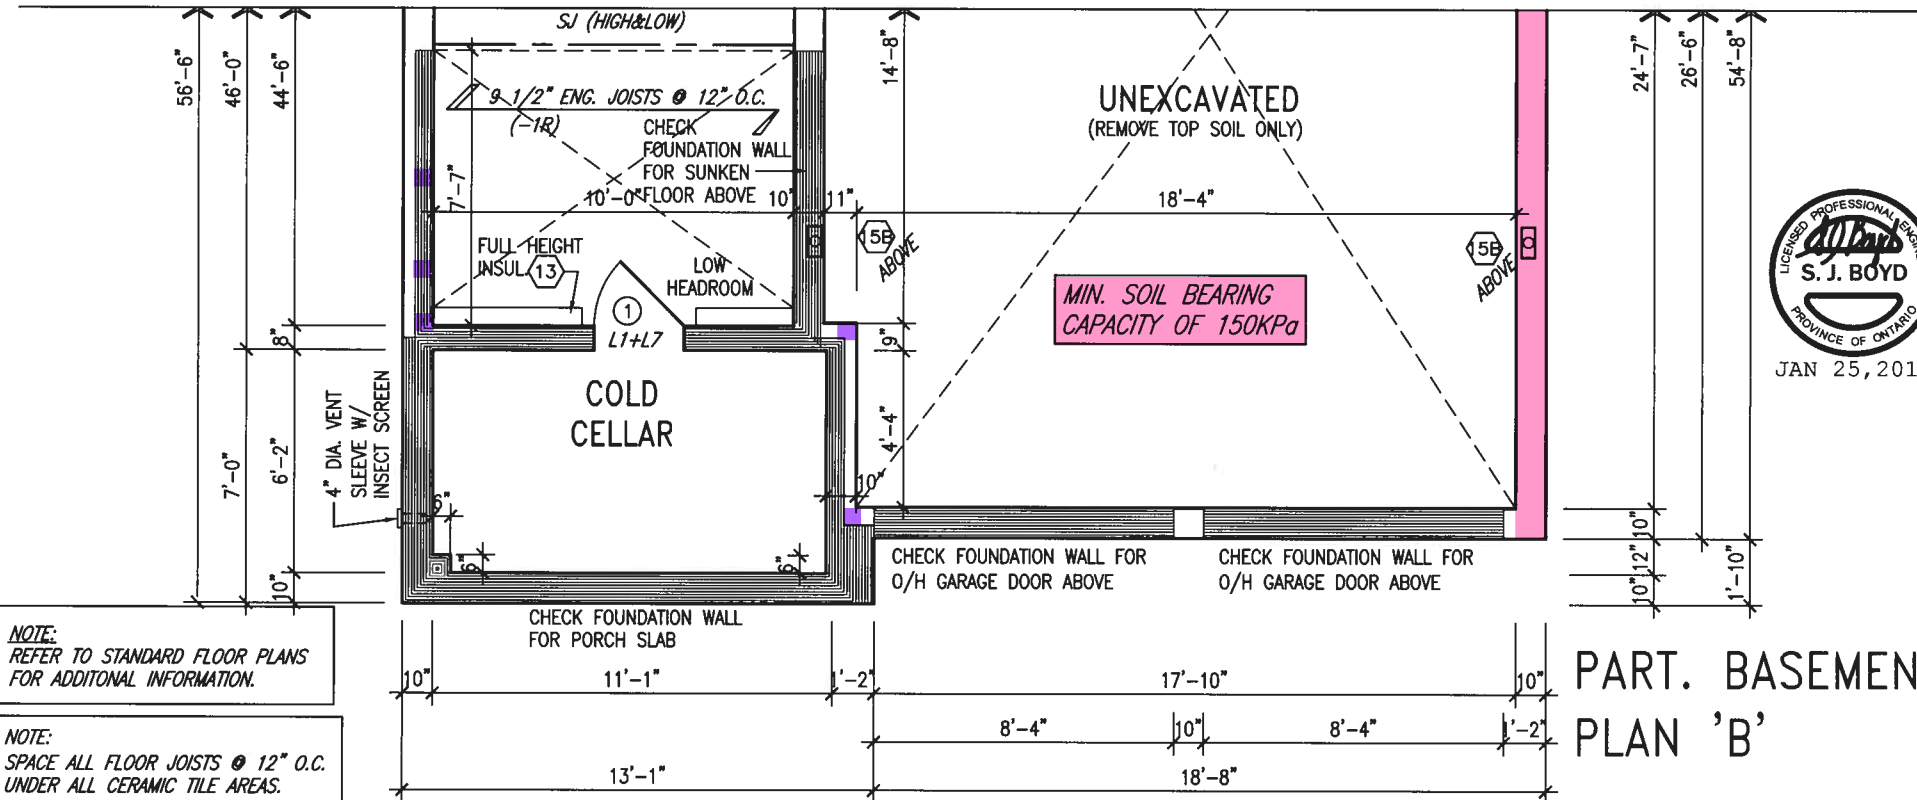 SJ (HIGH&LOW)
56'-6"
46'-0"
44'-6"
14'-8"
24'-7"
26'-6"
54'-8"
9 1/2" ENG. JOISTS @ 12" O.C.
(-1R)
CHECK
FOUNDATION WALL
FOR SUNKEN
FLOOR ABOVE
UNEXCAVATED
(REMOVE TOP SOIL ONLY)
7'-7"
10'-0"
10"
11"
18'-4"
15B
ABOVE
15B
ABOVE
FULL HEIGHT
INSUL.
13
LOW
HEADROOM
1
L1+L7
MIN. SOIL BEARING
CAPACITY OF 150KPa
LICENSED PROFESSIONAL
S. J. BOYD
PROVINCE OF ONTARIO
JAN 25,201
8"
9"
COLD
CELLAR
4" DIA. VENT
SLEEVE W/
INSECT SCREEN
7'-0"
6'-2"
4'-4"
10"
6"
6"
6"
10"
10"
12"
10"
1'-10"
CHECK FOUNDATION WALL FOR
O/H GARAGE DOOR ABOVE
CHECK FOUNDATION WALL FOR
O/H GARAGE DOOR ABOVE
CHECK FOUNDATION WALL
FOR PORCH SLAB
NOTE:
REFER TO STANDARD FLOOR PLANS
FOR ADDITONAL INFORMATION.
10"
11'-1"
1'-2"
17'-10"
10"
8'-4"
10"
8'-4"
1'-2"
13'-1"
18'-8"
NOTE:
SPACE ALL FLOOR JOISTS @ 12" O.C.
UNDER ALL CERAMIC TILE AREAS.
PART. BASEMEN
PLAN 'B'